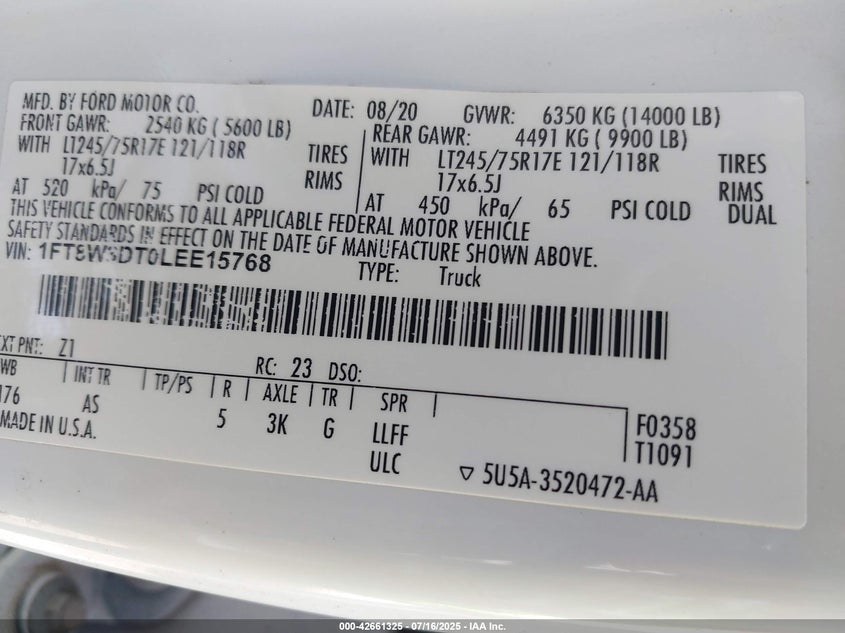 MFD. BY FORD MOTOR CO. DATE: 08/20 GVWR: 6350 KG (14000 LB)
FRONT GAWR: 2540 KG ( 5600 LB) REAR GAWR: 4491 KG ( 9900 LB)
WITH LT245/75R17E 121/118R TIRES WITH LT245/75R17E 121/118R TIRES
17x6.5J RIMS 17x6.5J RIMS
AT 520 kPa/ 75 PSI COLD AT 450 kPa/ 65 PSI COLD DUAL
THIS VEHICLE CONFORMS TO ALL APPLICABLE FEDERAL MOTOR VEHICLE
SAFETY STANDARDS IN EFFECT ON THE DATE OF MANUFACTURE SHOWN ABOVE.
VIN: 1FT8W3DT0LEE15768 TYPE: Truck
EXT PNT: Z1 RC: 23 DSO:
WB INT TR TP/PS R AXLE TR SPR
176 AS 5 3K G LLFF F0358
MADE IN U.S.A. ULC T1091
5U5A-3520472-AA
000-42661325 - 07/16/2025 - IAA Inc.